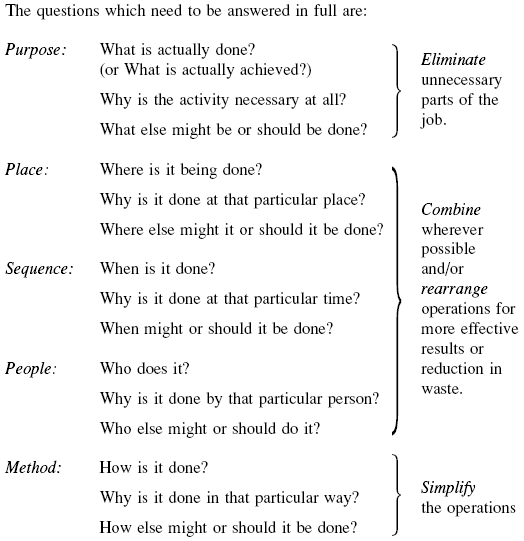 The questions which need to be answered in full are:
Purpose: What is actually done?
(or What is actually achieved?)
Why is the activity necessary at all?
What else might be or should be done?
Eliminate
unnecessary
parts of the
job.
Place: Where is it being done?
Why is it done at that particular place?
Where else might it or should it be done?
Sequence: When is it done?
Why is it done at that particular time?
When might or should it be done?
People: Who does it?
Why is it done by that particular person?
Who else might or should do it?
Combine
wherever
possible
and/or
rearrange
operations for
more effective
results or
reduction in
waste.
Method: How is it done?
Why is it done in that particular way?
How else might or should it be done?
Simplify
the operations